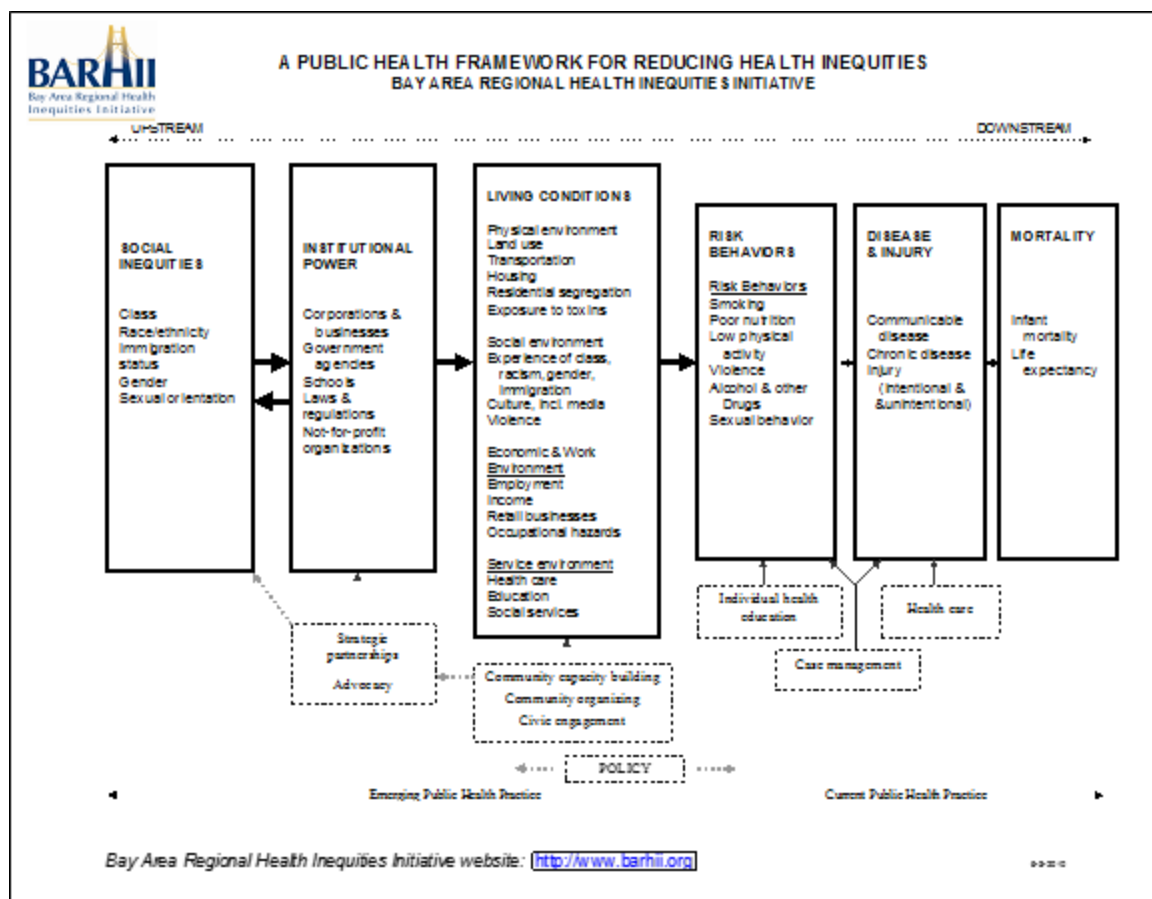 BARHII
Bay Area Regional Health
Inequities Initiative
A PUBLIC HEALTH FRAMEWORK FOR REDUCING HEALTH INEQUITIES
BAY AREA REGIONAL HEALTH INEQUITIES INITIATIVE
UPSTREAM
DOWNSTREAM
SOCIAL
INEQUITIES
Class
Race/ethnicity
Immigration
status
Gender
Sexual orientation
INSTITUTIONAL
POWER
Corporations &
businesses
Government
agencies
Schools
Laws &
regulations
Not-for-profit
organizations
LIVING CONDITIONS
Physical environment
Land use
Transportation
Housing
Residential segregation
Exposure to toxins
Social environment
Experience of class,
racism, gender,
immigration
Culture, incl. media
Violence
Economic & Work
Environment
Employment
Income
Retail businesses
Occupational hazards
Service environment
Health care
Education
Social services
RISK
BEHAVIORS
Risk Behaviors
Smoking
Poor nutrition
Low physical
activity
Violence
Alcohol & other
Drugs
Sexual behavior
DISEASE
& INJURY
Communicable
disease
Chronic disease
Injury
(intentional &
&unintentional)
MORTALITY
Infant
mortality
Life
expectancy
Strategic
partnerships
Advocacy
Community capacity building
Community organizing
Civic engagement
Individual health
education
Health care
Case management
POLICY
Emerging Public Health Practice
Current Public Health Practice
Bay Area Regional Health Inequities Initiative website: http://www.barhii.org